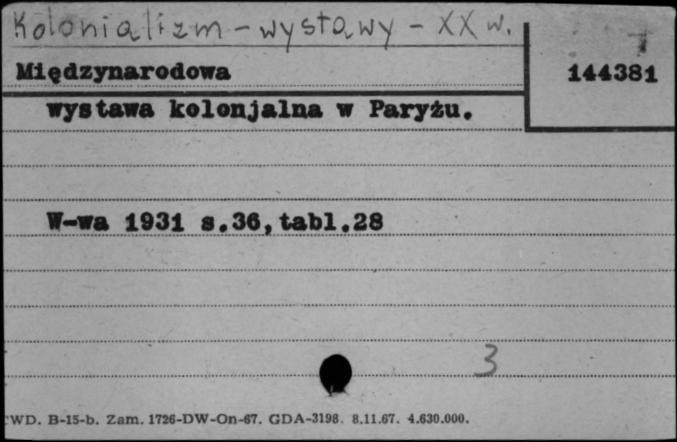 Kolonializm - wystawy - XX w.
Międzynarodowa
144381
wystawa kolonjalna w Paryżu.
W-wa 1931 s.36,tabl.28
3
WD. B-15-b. Zam. 1726-DW-On-67. GDA-3198. 8.11.67. 4.630.000.